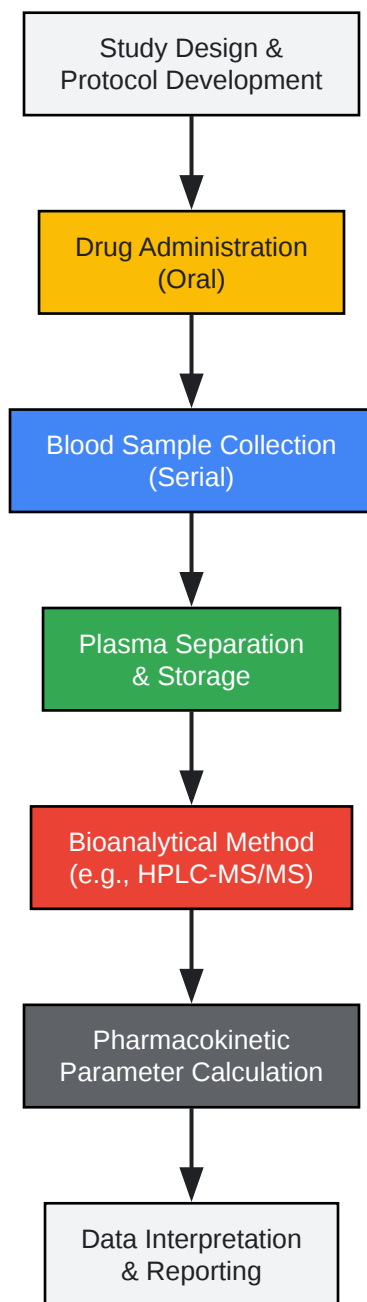 Study Design &
Protocol Development
Drug Administration
(Oral)
Blood Sample Collection
(Serial)
Plasma Separation
& Storage
Bioanalytical Method
(e.g., HPLC-MS/MS)
Pharmacokinetic
Parameter Calculation
Data Interpretation
& Reporting